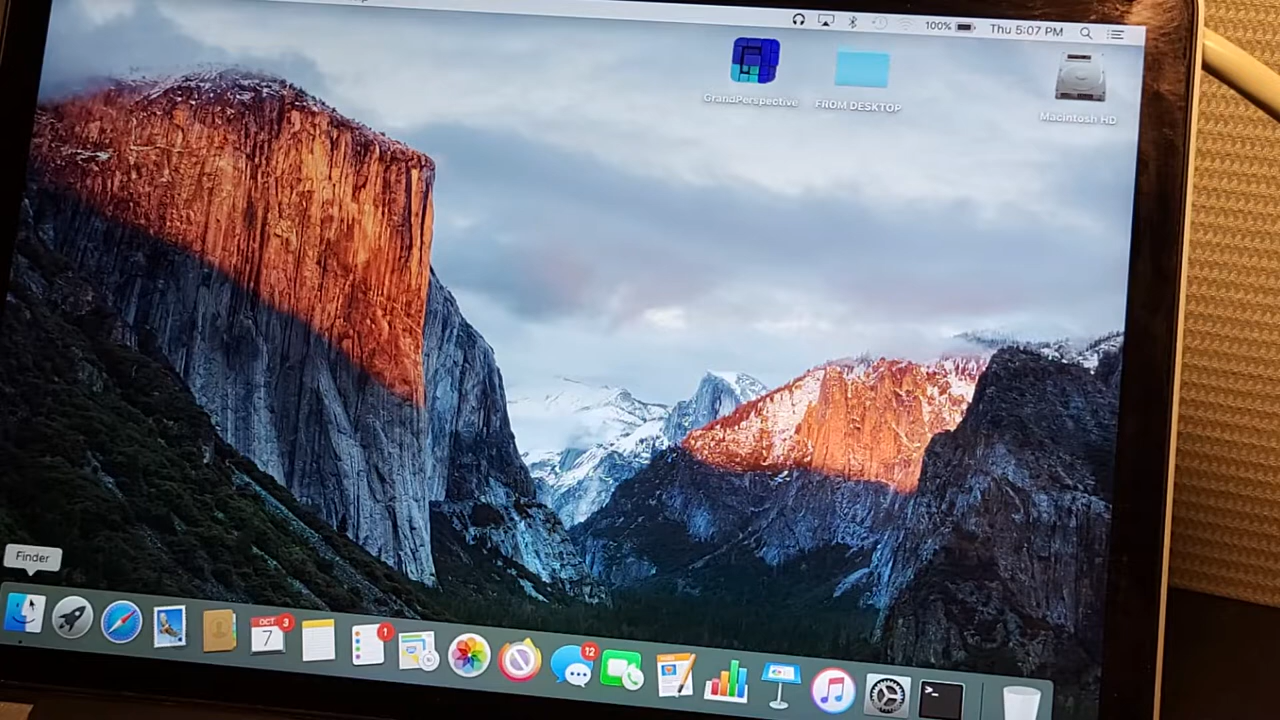 100%
Thu 5:07 PM
GrandPerspective
FROM DESKTOP
Macintosh HD
Finder
OCT
7
3
1
12
>_